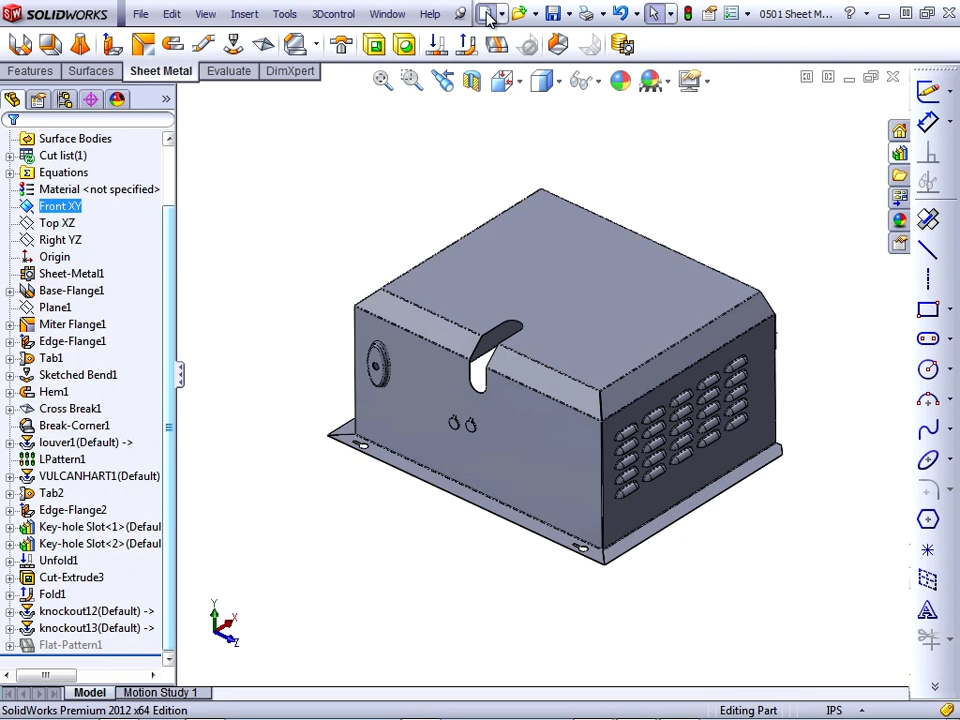 SW SOLIDWORKS File Edit View Insert Tools 3Dcontrol Window Help 0501 Sheet M... ?
Features Surfaces Sheet Metal Evaluate DimXpert
Surface Bodies
Cut list(1)
Equations
Material <not specified>
Front XY
Top XZ
Right YZ
Origin
Sheet-Metal1
Base-Flange1
Plane1
Miter Flange1
Edge-Flange1
Tab1
Sketched Bend1
Hem1
Cross Break1
Break-Corner1
louver1(Default) ->
LPattern1
VULCANHART1(Default)
Tab2
Edge-Flange2
Key-hole Slot<1>(Defaul
Key-hole Slot<2>(Defaul
Unfold1
Cut-Extrude3
Fold1
knockout12(Default) ->
knockout13(Default) ->
Flat-Pattern1
Y
X
Z
Model Motion Study 1
SolidWorks Premium 2012 x64 Edition Editing Part IPS